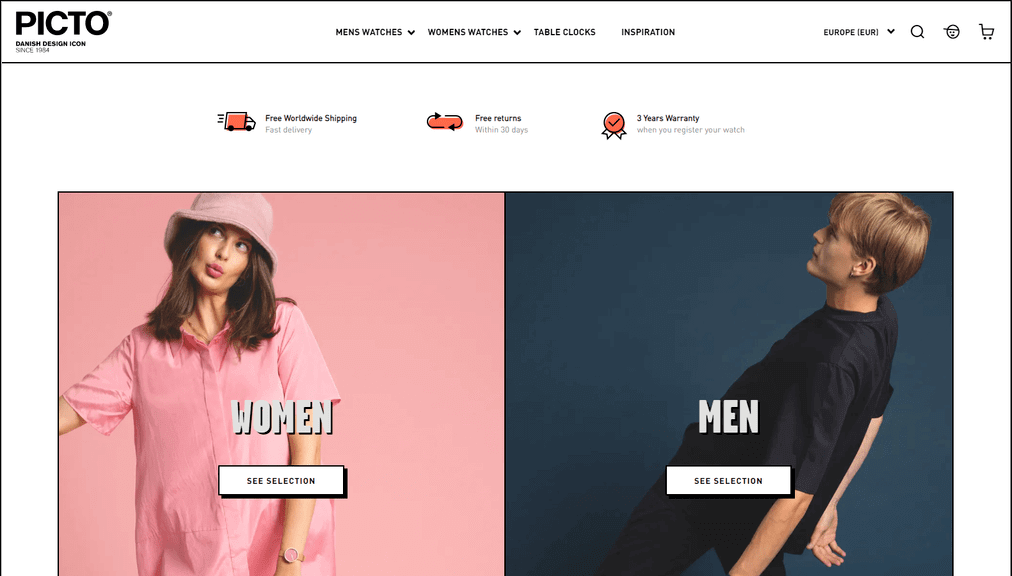 PICTO®
DANISH DESIGN ICON
SINCE 1984
MENS WATCHES
WOMENS WATCHES
TABLE CLOCKS
INSPIRATION
EUROPE (EUR)
Free Worldwide Shipping
Fast delivery
Free returns
Within 30 days
3 Years Warranty
when you register your watch
WOMEN
SEE SELECTION
MEN
SEE SELECTION